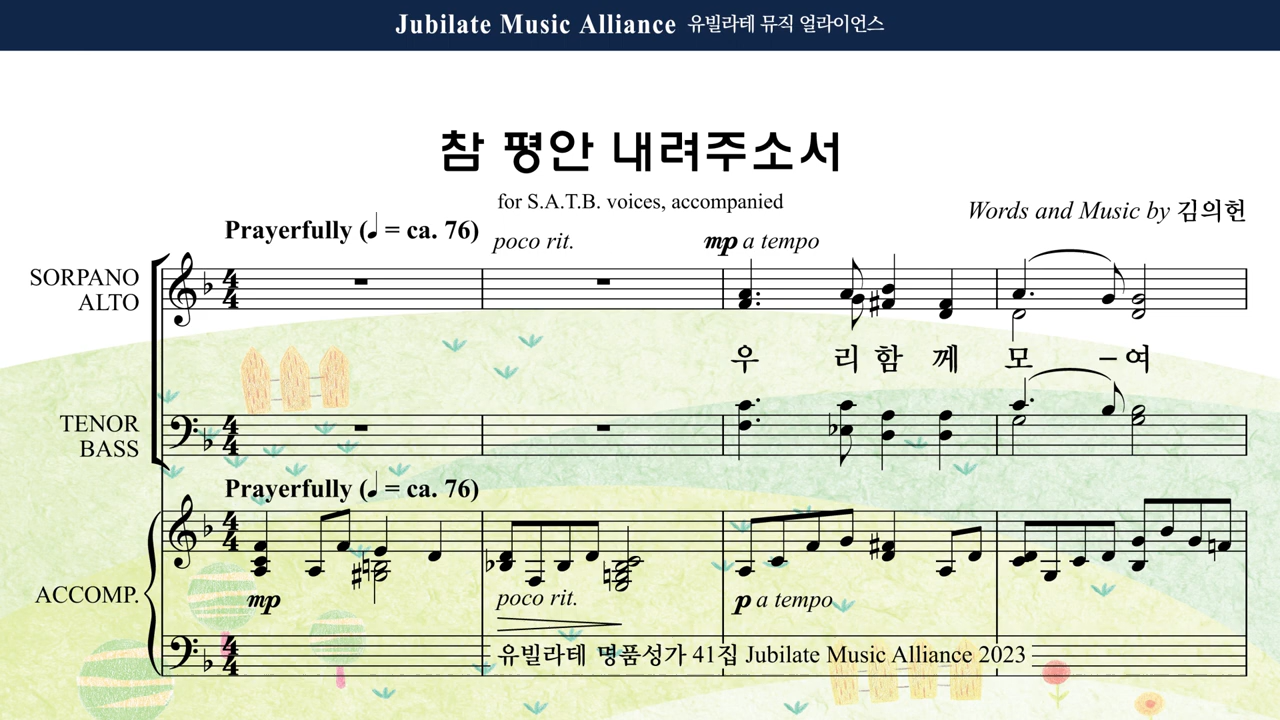 Jubilate Music Alliance 유빌라테 뮤직 얼라이언스
참 평안 내려주소서
for S.A.T.B. voices, accompanied
Words and Music by 김의헌
Prayerfully (♩ = ca. 76)
poco rit.
mp a tempo
SORPANO
ALTO
우 리 함 께 모 – 여
TENOR
BASS
Prayerfully (♩ = ca. 76)
ACCOMP.
mp
poco rit.
p a tempo
유빌라테 명품성가 41집 Jubilate Music Alliance 2023